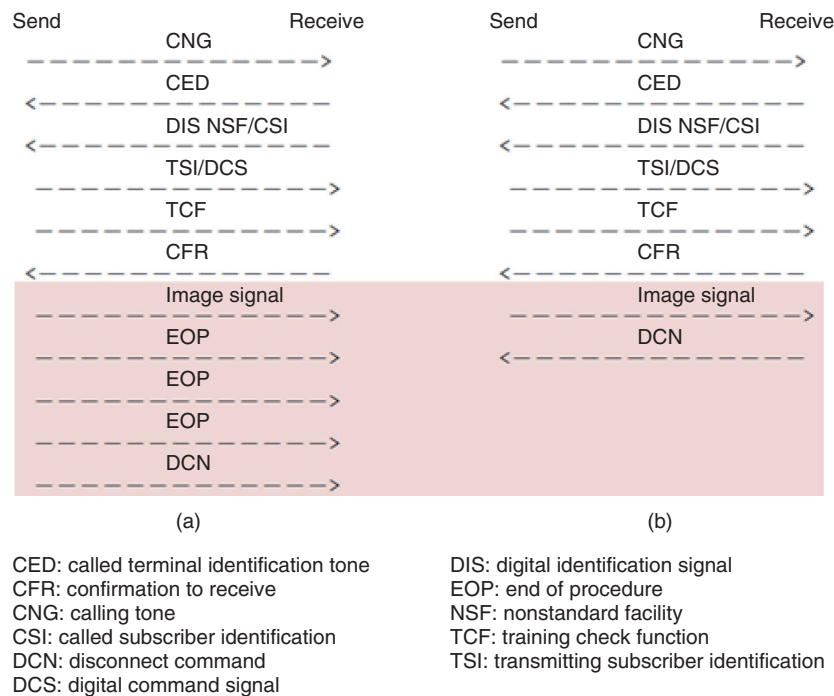 Send Receive Send Receive
CNG CNG
CED CED
DIS NSF/CSI DIS NSF/CSI
TSI/DCS TSI/DCS
TCF TCF
CFR CFR
Image signal Image signal
EOP DCN
EOP
EOP
DCN
(a) (b)
CED: called terminal identification tone
CFR: confirmation to receive
CNG: calling tone
CSI: called subscriber identification
DCN: disconnect command
DCS: digital command signal
DIS: digital identification signal
EOP: end of procedure
NSF: nonstandard facility
TCF: training check function
TSI: transmitting subscriber identification